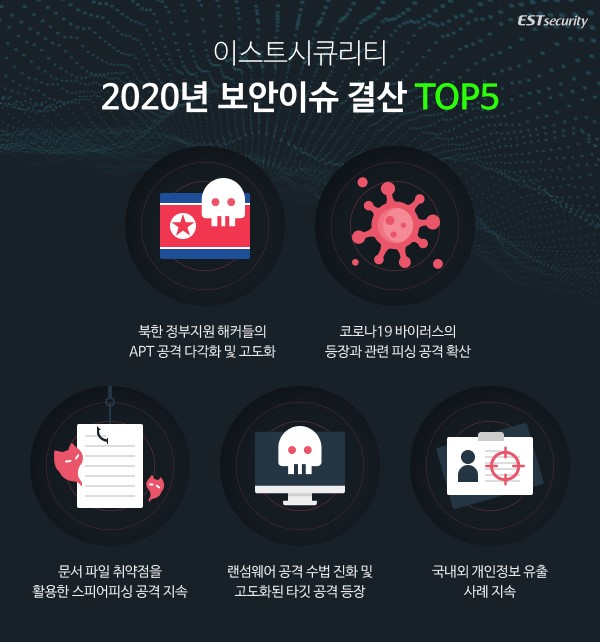 ESTsecurity
이스트시큐리티
2020년 보안이슈 결산 TOP5
북한 정부지원 해커들의
APT 공격 다각화 및 고도화
코로나19 바이러스의
등장과 관련 피싱 공격 확산
문서 파일 취약점을
활용한 스피어피싱 공격 지속
랜섬웨어 공격 수법 진화 및
고도화된 타깃 공격 등장
국내외 개인정보 유출
사례 지속